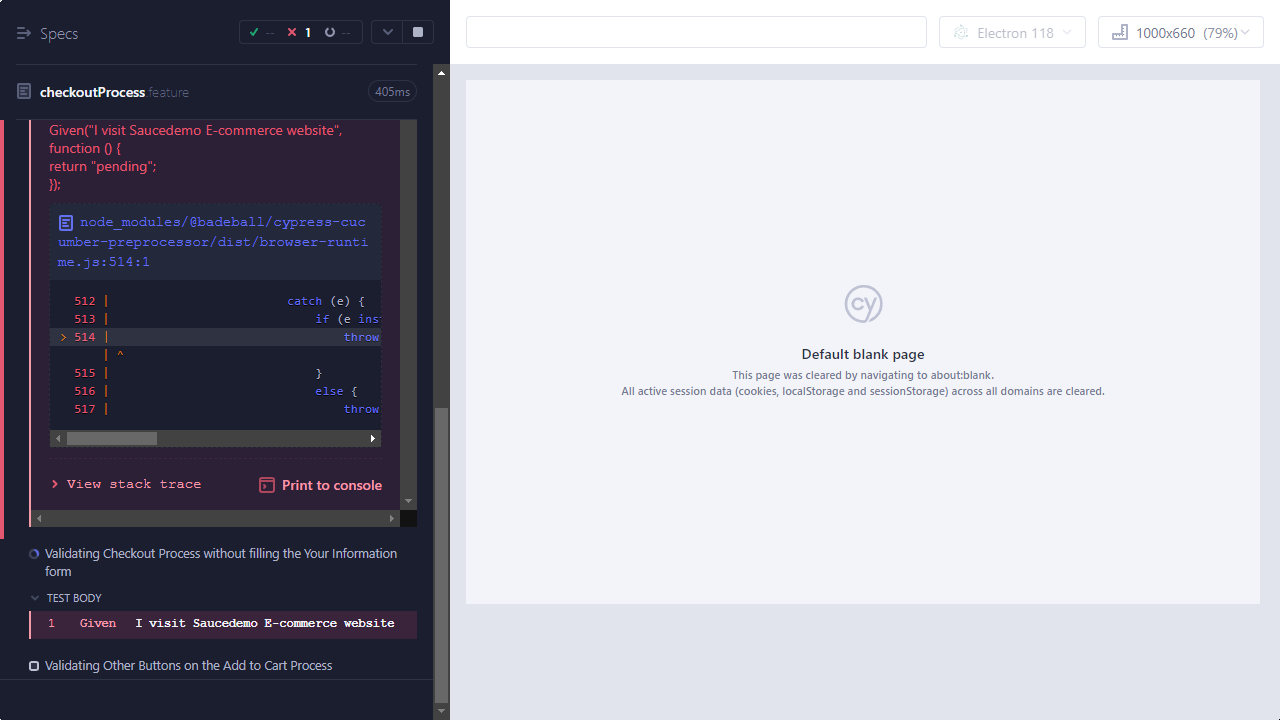 Specs
--
1
--
Electron 118
1000x660 (79%)
checkoutProcess.feature
405ms
Given("I visit Saucedemo E-commerce website",
function () {
return "pending";
});
node_modules/@badeball/cypress-cuc
umber-preprocessor/dist/browser-runti
me.js:514:1
512 | catch (e) {
513 | if (e ins
> 514 | throw
| ^
515 | }
516 | else {
517 | throw
View stack trace
Print to console
Validating Checkout Process without filling the Your Information
form
TEST BODY
1 Given I visit Saucedemo E-commerce website
Validating Other Buttons on the Add to Cart Process
cy
Default blank page
This page was cleared by navigating to about:blank.
All active session data (cookies, localStorage and sessionStorage) across all domains are cleared.